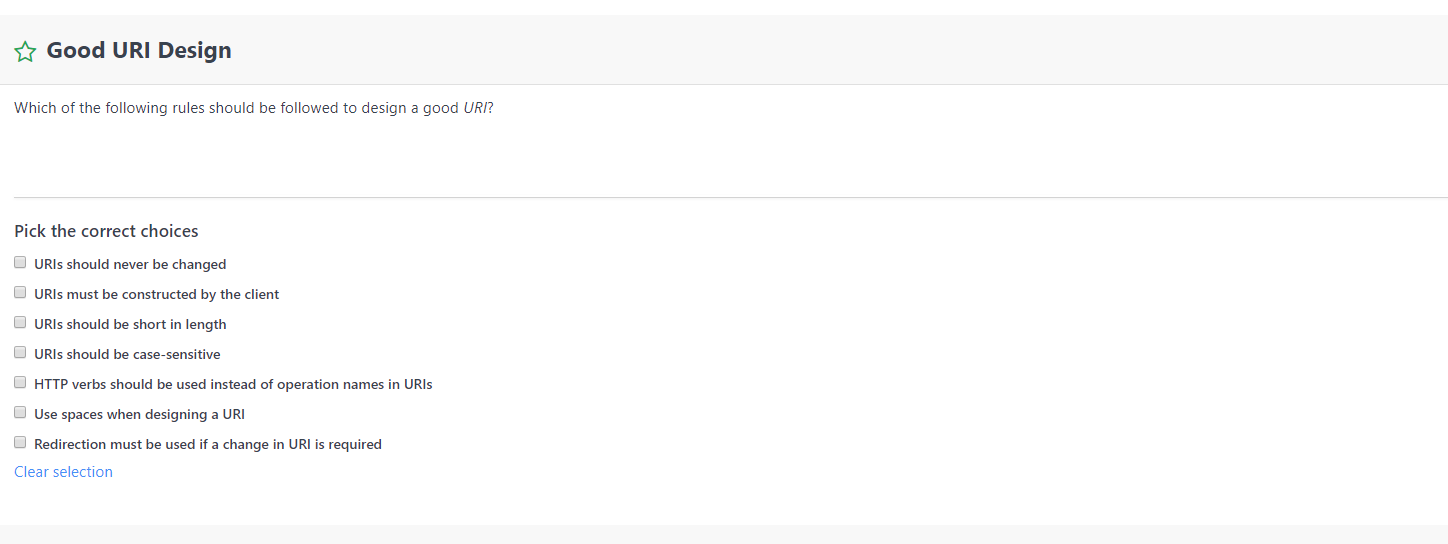 Good URI Design
Which of the following rules should be followed to design a good URI?
Pick the correct choices
URIs should never be changed
URIs must be constructed by the client
URIs should be short in length
URIs should be case-sensitive
HTTP verbs should be used instead of operation names in URIs
Use spaces when designing a URI
Redirection must be used if a change in URI is required
Clear selection